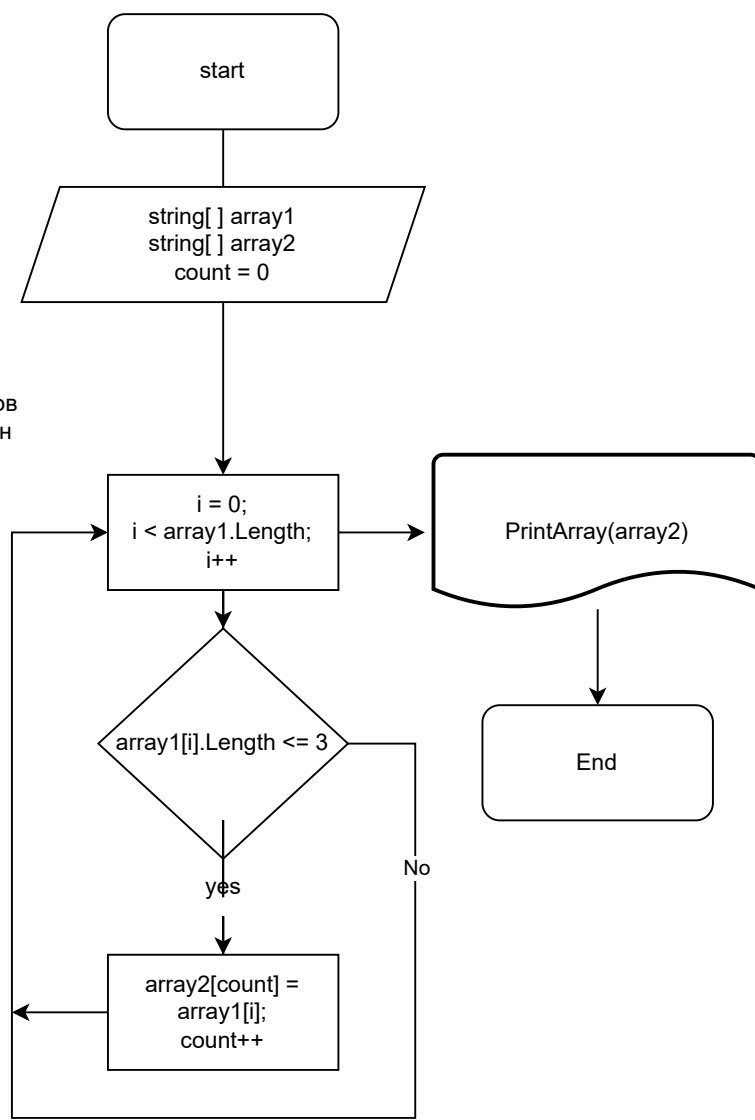 start
string[ ] array1
string[ ] array2
count = 0
i = 0;
i < array1.Length;
i++
PrintArray(array2)
array1[i].Length <= 3
End
No
yes
array2[count] =
array1[i];
count++